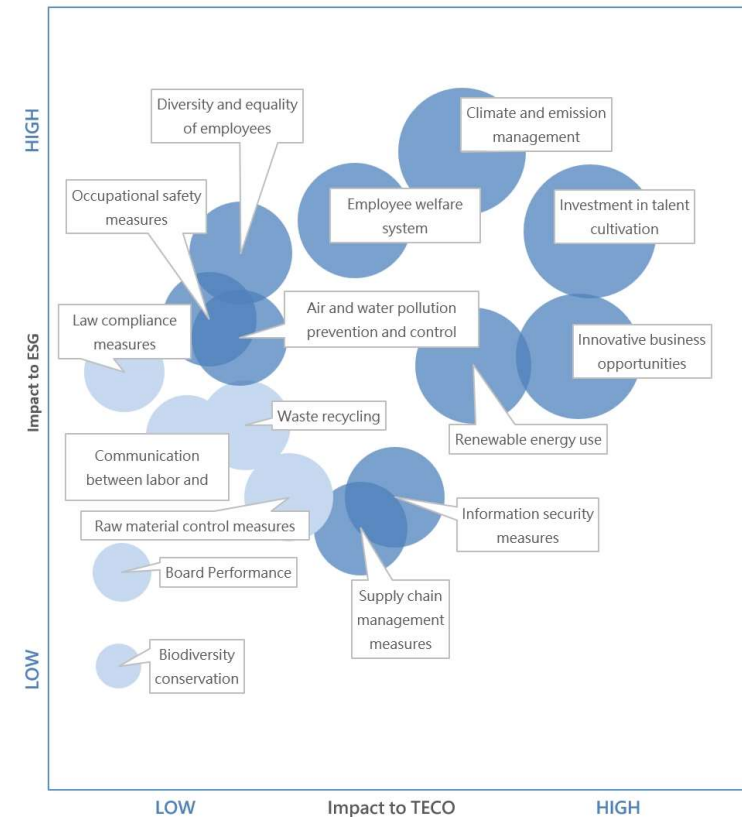 HIGH
Diversity and equality
of employees
Climate and emission
management
Occupational safety
measures
Employee welfare
system
Investment in talent
cultivation
Law compliance
measures
Air and water pollution
prevention and control
Innovative business
opportunities
Impact to ESG
Waste recycling
Renewable energy use
Communication
between labor and
Raw material control measures
Information security
measures
Board Performance
Supply chain
management
measures
Biodiversity
conservation
LOW
LOW
Impact to TECO
HIGH